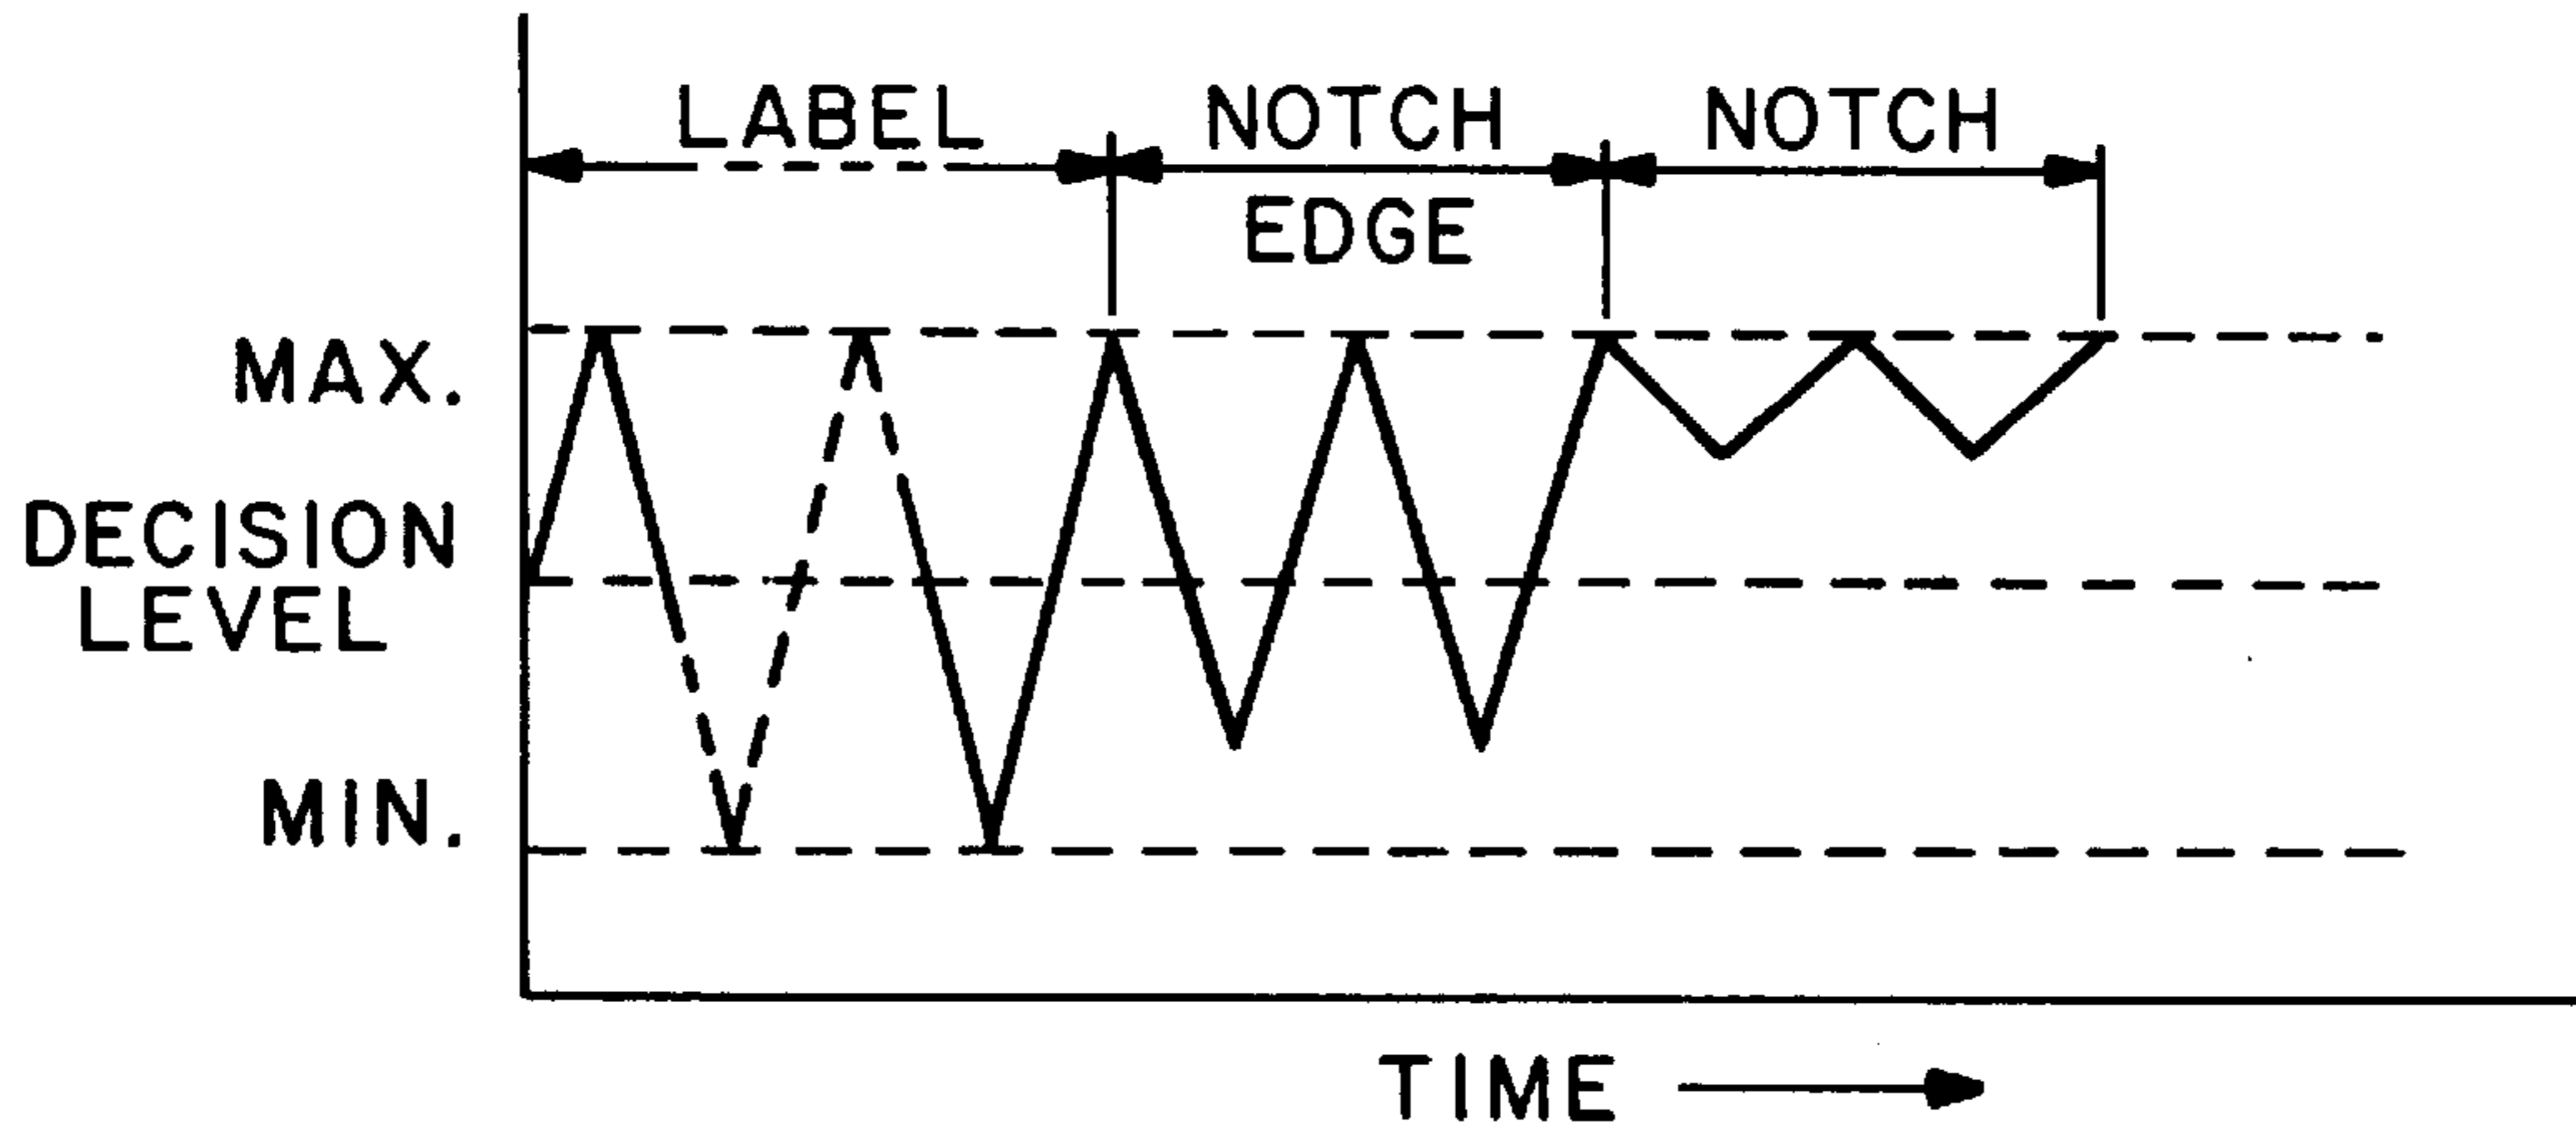 LABEL
NOTCH
EDGE
NOTCH
MAX.
DECISION
LEVEL
MIN.
TIME